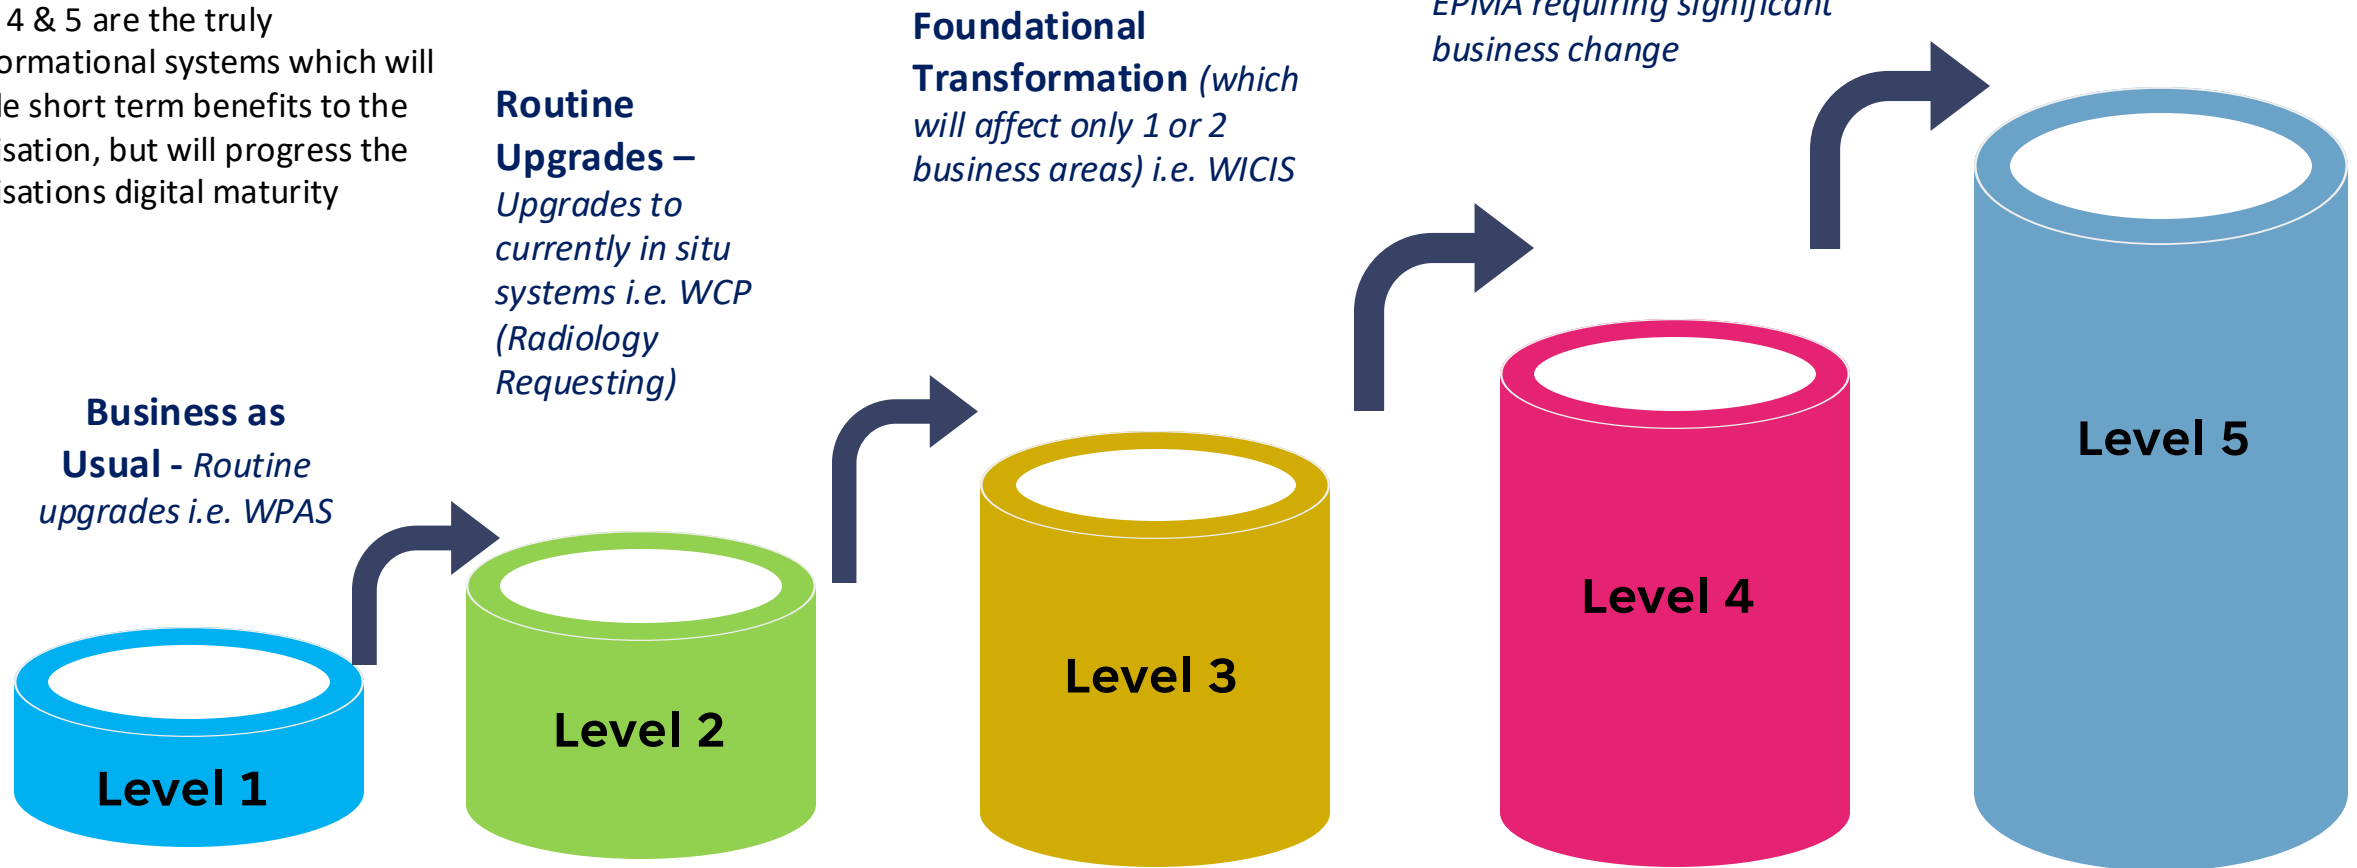 4 & 5 are the truly
ormational systems which will
le short term benefits to the
isation, but will progress the
isations digital maturity
Business as
Usual - Routine
upgrades i.e. WPAS
Routine
Upgrades –
Upgrades to
currently in situ
systems i.e. WCP
(Radiology
Requesting)
Foundational
Transformation (which
will affect only 1 or 2
business areas) i.e. WICIS
EPMA requiring significant
business change
Level 1
Level 2
Level 3
Level 4
Level 5